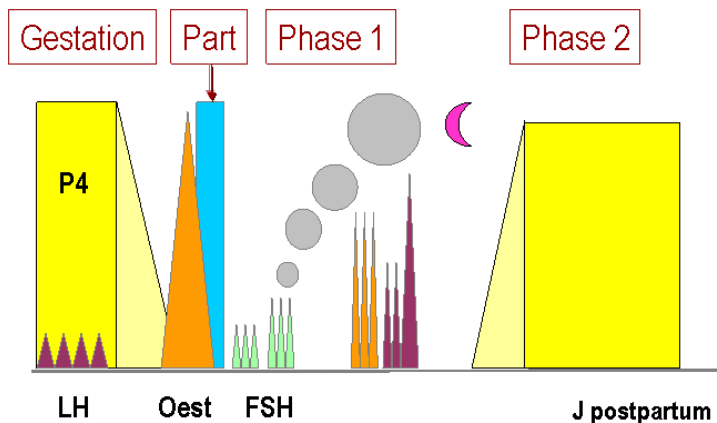 Gestation
Part
Phase 1
Phase 2
P4
LH
Oest
FSH
J postpartum